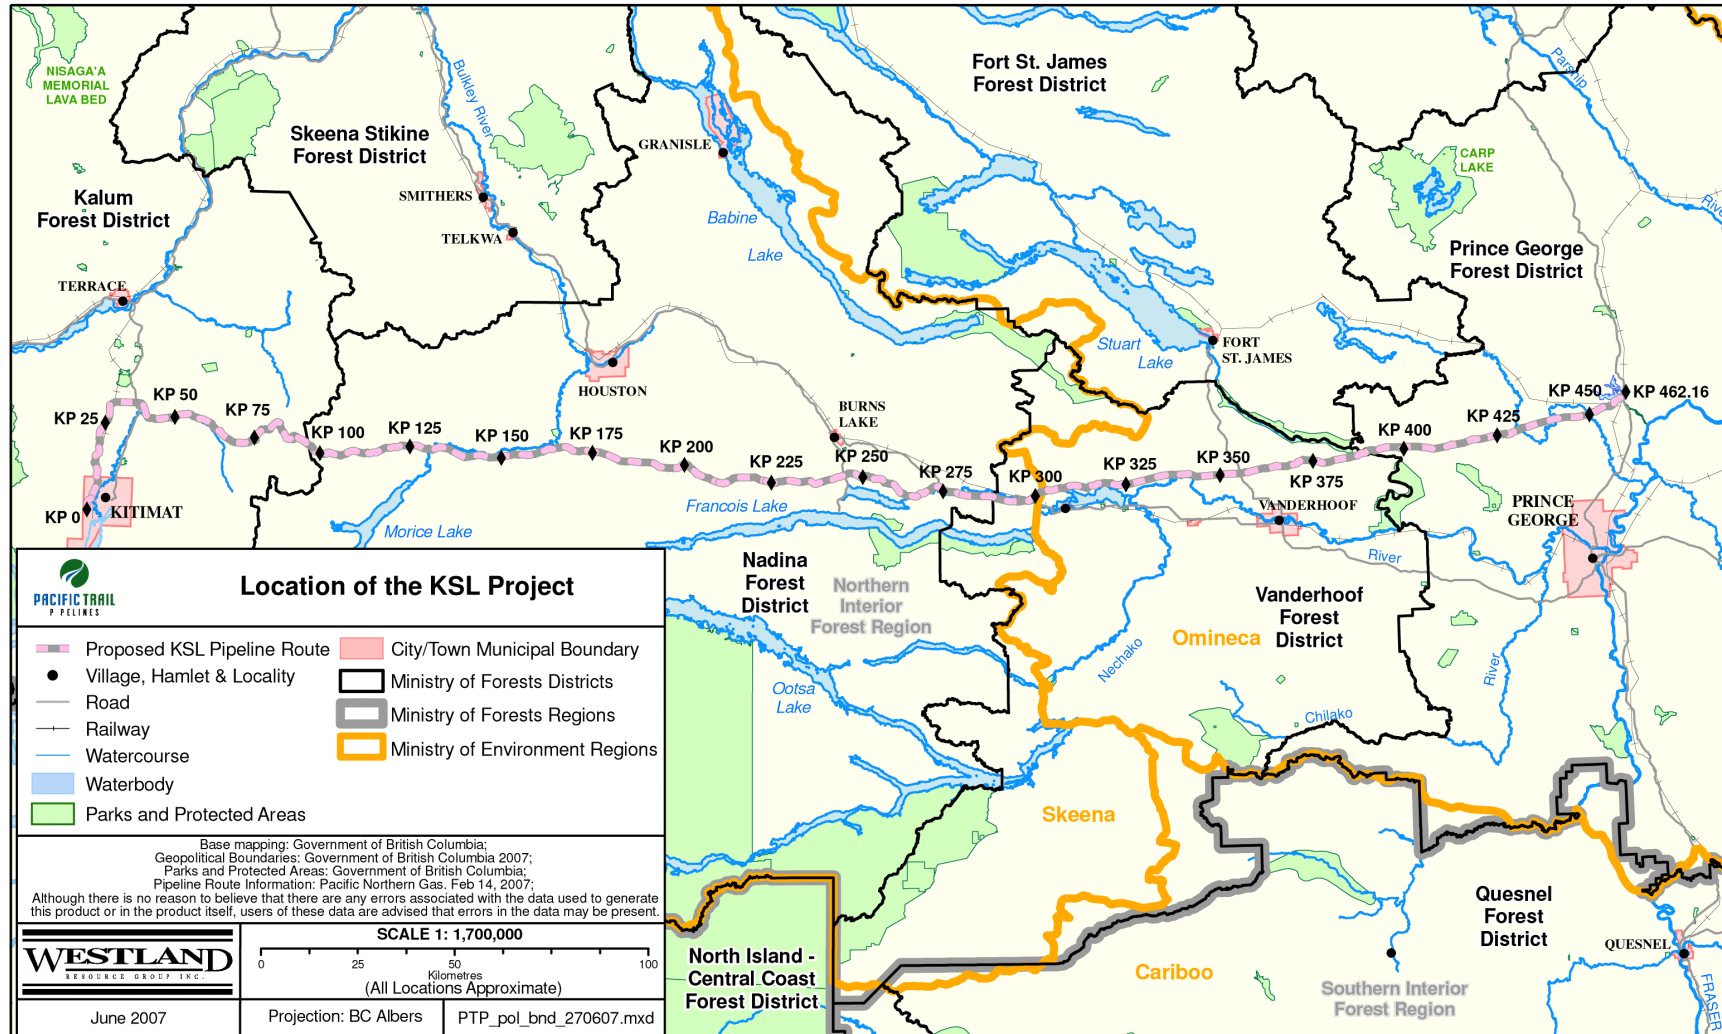 NISAGA'A
MEMORIAL
LAVA BED
Bulkley River
Skeena Stikine
Forest District
Fort St. James
Forest District
Parsnip
GRANISLE
CARP
LAKE
Kalum
Forest District
SMITHERS
TELKWA
Babine
Lake
Prince George
Forest District
TERRACE
Stuart
Lake
FORT
ST. JAMES
HOUSTON
BURNS
LAKE
KP 0
KP 25
KP 50
KP 75
KP 100
KP 125
KP 150
KP 175
KP 200
KP 225
KP 250
KP 275
KP 300
KP 325
KP 350
KP 375
KP 400
KP 425
KP 450
KP 462.16
KITIMAT
Morice Lake
Francois Lake
VANDERHOOF
PRINCE
GEORGE
River
Nadina
Forest
District
Northern
Interior
Forest Region
Vanderhoof
Forest
District
Omineca
Nechako
River
Ootsa
Lake
Chilako
Skeena
Quesnel
Forest
District
QUESNEL
North Island -
Central Coast
Forest District
Cariboo
Southern Interior
Forest Region
FRASER
PACIFIC TRAIL
PIPELINES
Location of the KSL Project
Proposed KSL Pipeline Route
Village, Hamlet & Locality
Road
Railway
Watercourse
Waterbody
Parks and Protected Areas
City/Town Municipal Boundary
Ministry of Forests Districts
Ministry of Forests Regions
Ministry of Environment Regions
Base mapping: Government of British Columbia;
Geopolitical Boundaries: Government of British Columbia 2007;
Parks and Protected Areas: Government of British Columbia;
Pipeline Route Information: Pacific Northern Gas. Feb 14, 2007;
Although there is no reason to believe that there are any errors associated with the data used to generate
this product or in the product itself, users of these data are advised that errors in the data may be present.
WESTLAND
RESOURCE GROUP INC.
SCALE 1: 1,700,000
0 25 50 100
Kilometres
(All Locations Approximate)
June 2007
Projection: BC Albers
PTP_pol_bnd_270607.mxd